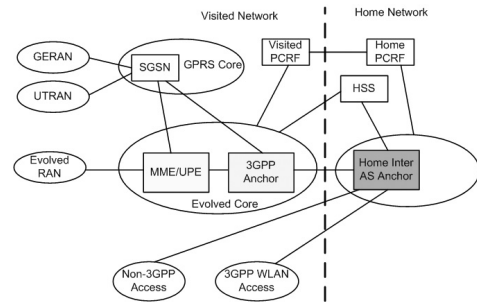 Visited Network
Home Network
GERAN
SGSN
GPRS Core
Visited
PCRF
Home
PCRF
UTRAN
HSS
Evolved
RAN
MME/UPE
3GPP
Anchor
Home Inter
AS Anchor
Evolved Core
Non-3GPP
Access
3GPP WLAN
Access